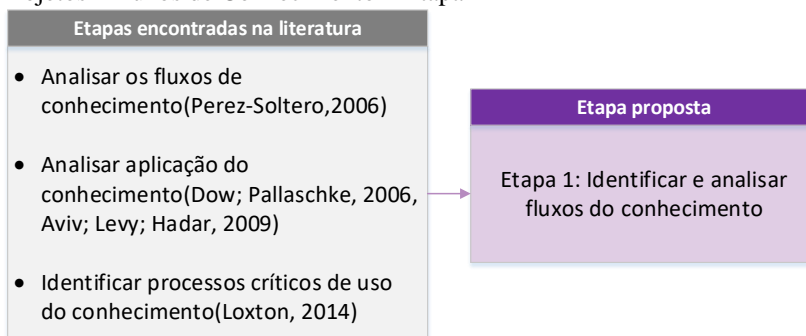 Etapas encontradas na literatura
• Analisar os fluxos de
conhecimento(Perez-Soltero,2006)
• Analisar aplicação do
conhecimento(Dow; Pallaschke, 2006,
Aviv; Levy; Hadar, 2009)
• Identificar processos críticos de uso
do conhecimento(Loxton, 2014)
Etapa proposta
Etapa 1: Identificar e analisar
fluxos do conhecimento